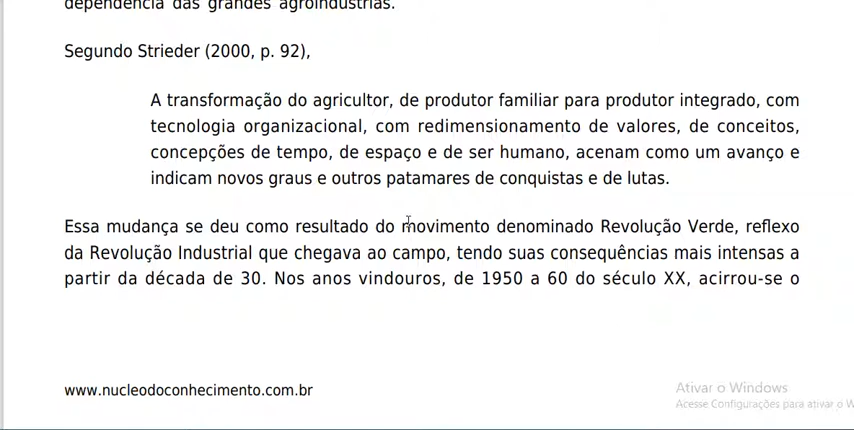 dependência das grandes agroindústrias.
Segundo Strieder (2000, p. 92),
A transformação do agricultor, de produtor familiar para produtor integrado, com
tecnologia organizacional, com redimensionamento de valores, de conceitos,
concepções de tempo, de espaço e de ser humano, acenam como um avanço e
indicam novos graus e outros patamares de conquistas e de lutas.
Essa mudança se deu como resultado do movimento denominado Revolução Verde, reflexo
da Revolução Industrial que chegava ao campo, tendo suas consequências mais intensas a
partir da década de 30. Nos anos vindouros, de 1950 a 60 do século XX, acirrou-se o
www.nucleodoconhecimento.com.br
Ativar o Windows
Acesse Configurações para ativar o W